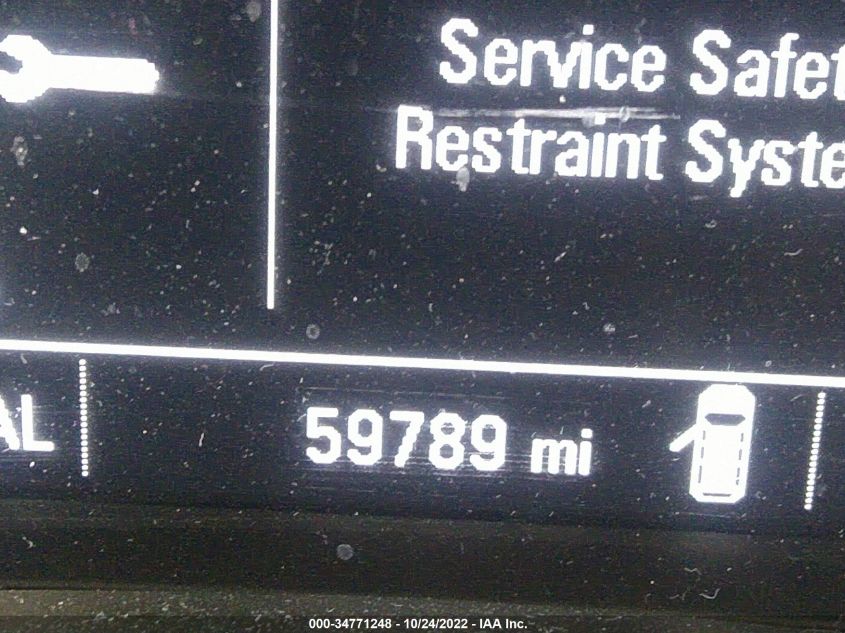 Service Safet
Restraint Syste
AL
59789 mi
000-34771248 - 10/24/2022 - IAA Inc.